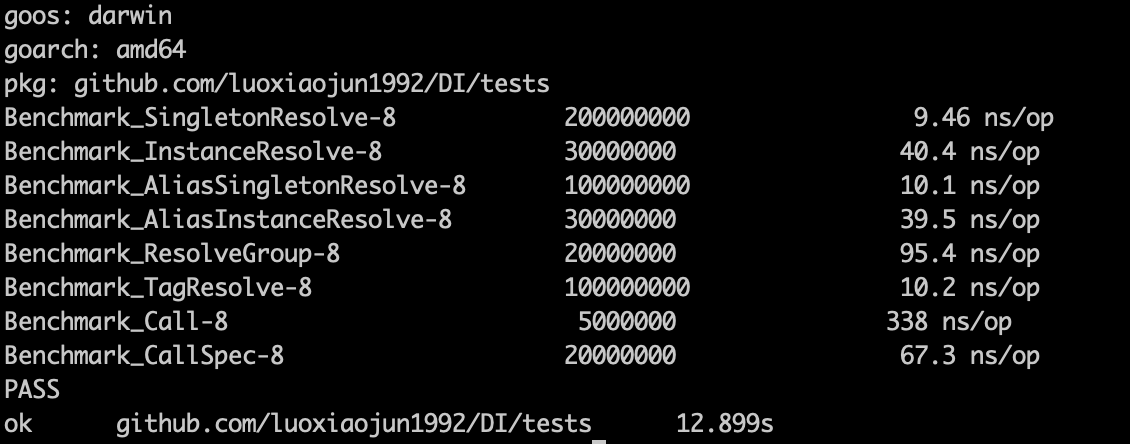 goos: darwin
goarch: amd64
pkg: github.com/luoxiaojun1992/DI/tests
Benchmark_SingletonResolve-8 200000000 9.46 ns/op
Benchmark_InstanceResolve-8 30000000 40.4 ns/op
Benchmark_AliasSingletonResolve-8 100000000 10.1 ns/op
Benchmark_AliasInstanceResolve-8 30000000 39.5 ns/op
Benchmark_ResolveGroup-8 20000000 95.4 ns/op
Benchmark_TagResolve-8 100000000 10.2 ns/op
Benchmark_Call-8 5000000 338 ns/op
Benchmark_CallSpec-8 20000000 67.3 ns/op
PASS
ok github.com/luoxiaojun1992/DI/tests 12.899s